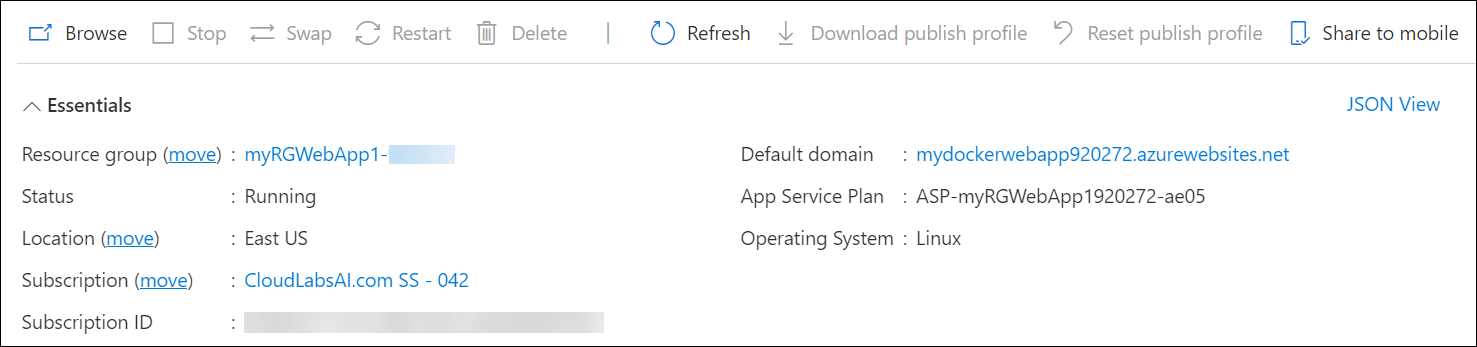 Browse Stop Swap Restart Delete | Refresh Download publish profile Reset publish profile Share to mobile
Essentials JSON View
Resource group (move) : myRGWebApp1- Default domain : mydockerwebapp920272.azurewebsites.net
Status : Running App Service Plan : ASP-myRGWebApp1920272-ae05
Location (move) : East US Operating System : Linux
Subscription (move) : CloudLabsAI.com SS - 042
Subscription ID :